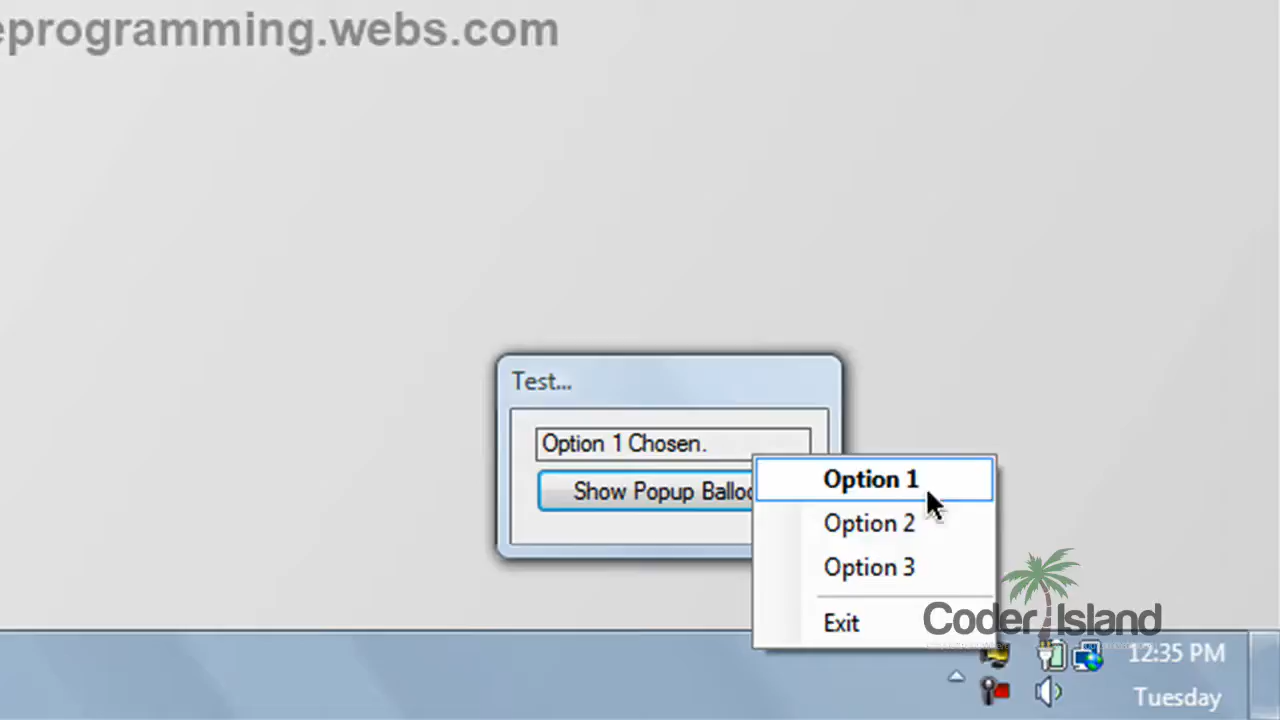 eprogramming.webs.com
Test...
Option 1 Chosen.
Show Popup Balloo
Option 1
Option 2
Option 3
Exit
Coder Island
12:35 PM
Tuesday